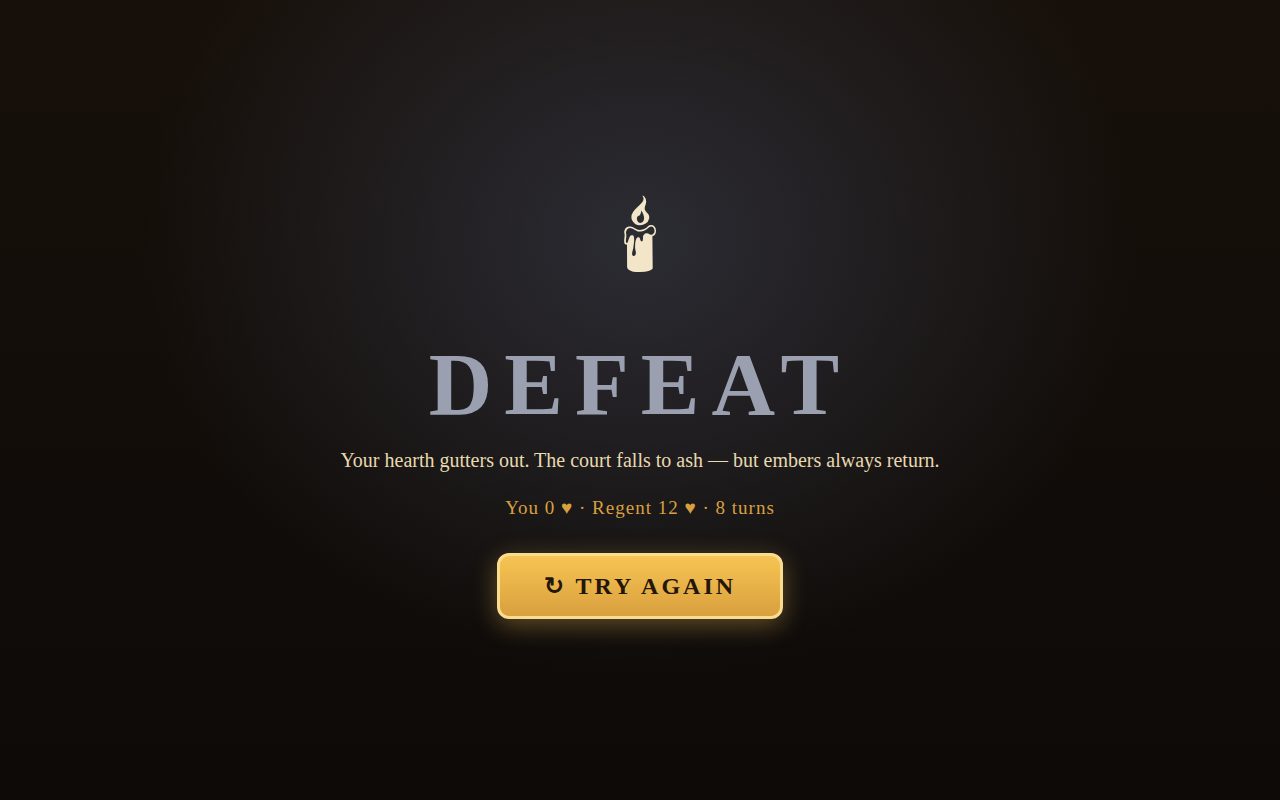 DEFEAT
Your hearth gutters out. The court falls to ash — but embers always return.
You 0 ♥ · Regent 12 ♥ · 8 turns
↻ TRY AGAIN